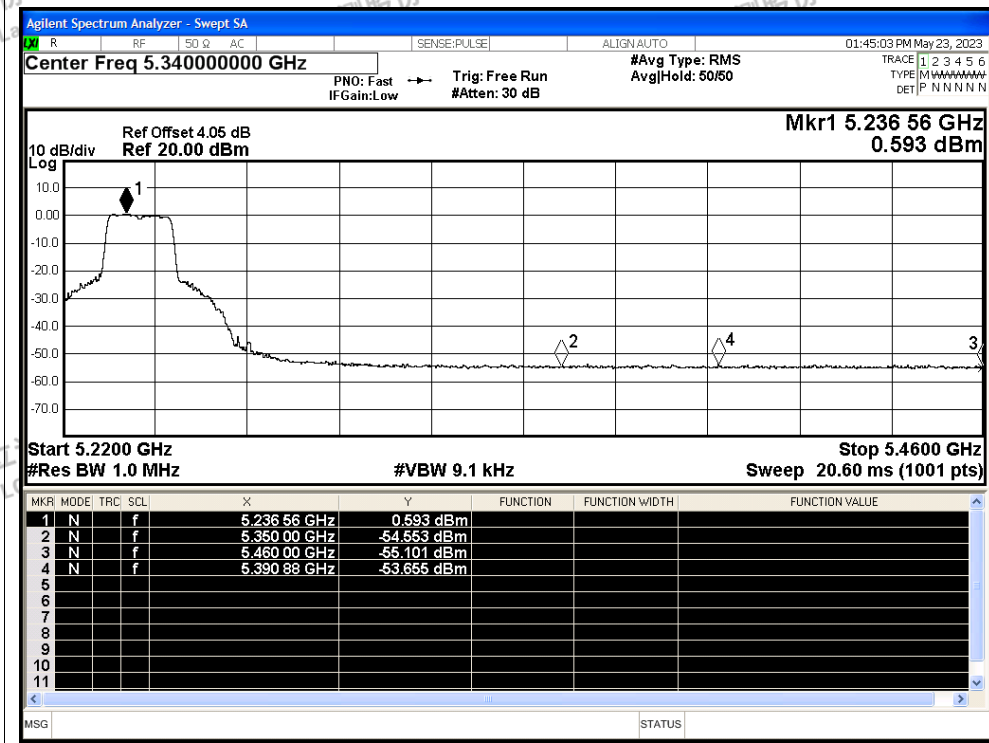 Agilent Spectrum Analyzer - Swept SA
LXI R RF 50 Ω AC SENSE:PULSE ALIGN AUTO 01:45:03 PM May 23, 2023
Center Freq 5.340000000 GHz
PNO: Fast
IFGain:Low
Trig: Free Run
#Atten: 30 dB
#Avg Type: RMS
Avg|Hold: 50/50
TRACE 1 2 3 4 5 6
TYPE M WWWWW
DET P N N N N N
Mkr1 5.236 56 GHz
0.593 dBm
Ref Offset 4.05 dB
10 dB/div Ref 20.00 dBm
Log
10.0
0.00
-10.0
-20.0
-30.0
-40.0
-50.0
-60.0
-70.0
1
2
4
3
Start 5.2200 GHz Stop 5.4600 GHz
#Res BW 1.0 MHz #VBW 9.1 kHz Sweep 20.60 ms (1001 pts)
MKR MODE TRC SCL X Y FUNCTION FUNCTION WIDTH FUNCTION VALUE
1 N f 5.236 56 GHz 0.593 dBm
2 N f 5.350 00 GHz -54.553 dBm
3 N f 5.460 00 GHz -55.101 dBm
4 N f 5.390 88 GHz -53.655 dBm
5
6
7
8
9
10
11
MSG STATUS